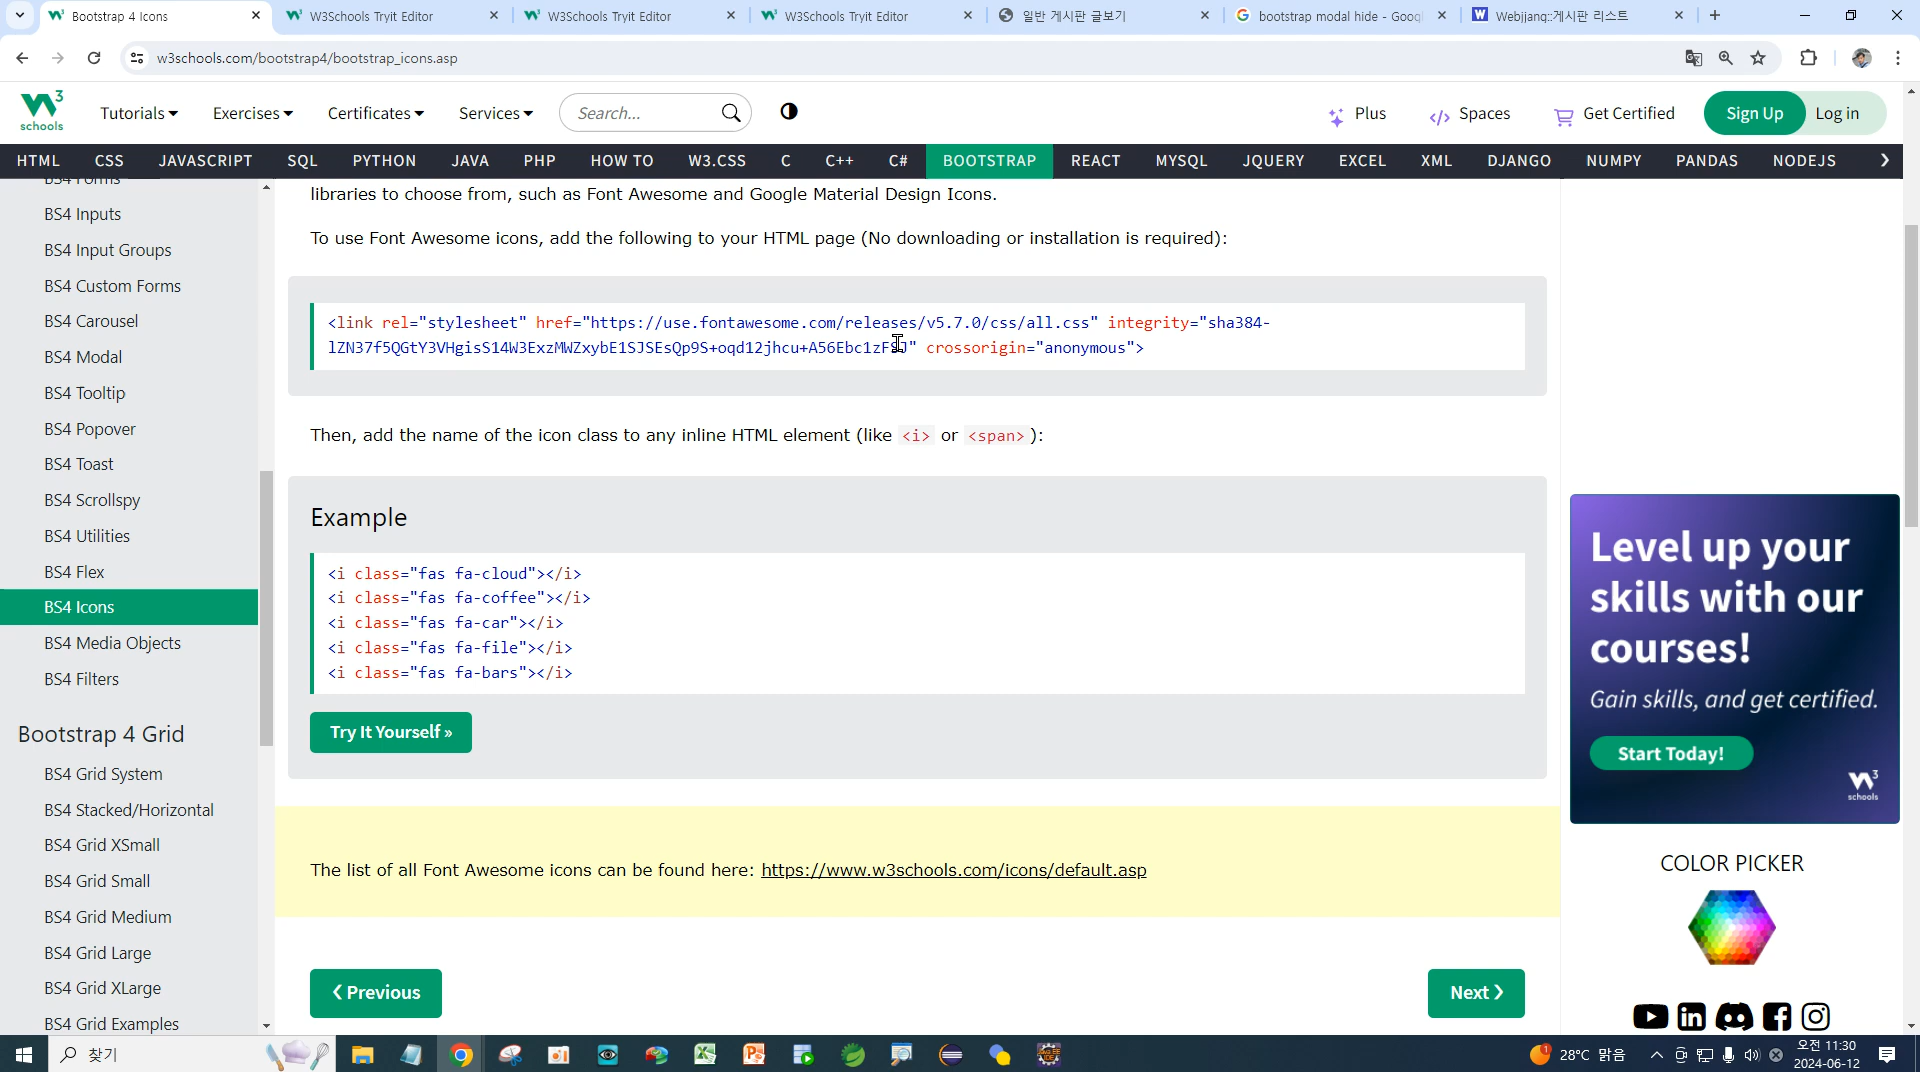 Bootstrap 4 Icons
W3Schools Tryit Editor
W3Schools Tryit Editor
W3Schools Tryit Editor
일반 게시판 글보기
bootstrap modal hide - Goog
Webjjang::게시판 리스트
w3schools.com/bootstrap4/bootstrap_icons.asp
schools
Tutorials
Exercises
Certificates
Services
Search...
Plus
Spaces
Get Certified
Sign Up
Log in
HTML CSS JAVASCRIPT SQL PYTHON JAVA PHP HOW TO W3.CSS C C++ C# BOOTSTRAP REACT MYSQL JQUERY EXCEL XML DJANGO NUMPY PANDAS NODEJS
BS4 Forms
BS4 Inputs
BS4 Input Groups
BS4 Custom Forms
BS4 Carousel
BS4 Modal
BS4 Tooltip
BS4 Popover
BS4 Toast
BS4 Scrollspy
BS4 Utilities
BS4 Flex
BS4 Icons
BS4 Media Objects
BS4 Filters
Bootstrap 4 Grid
BS4 Grid System
BS4 Stacked/Horizontal
BS4 Grid XSmall
BS4 Grid Small
BS4 Grid Medium
BS4 Grid Large
BS4 Grid XLarge
BS4 Grid Examples
libraries to choose from, such as Font Awesome and Google Material Design Icons.
To use Font Awesome icons, add the following to your HTML page (No downloading or installation is required):
<link rel="stylesheet" href="https://use.fontawesome.com/releases/v5.7.0/css/all.css" integrity="sha384-
lZN37f5QGtY3VHgisS14W3ExzMWZxybE1SJSEsQp9S+oqd12jhcu+A56Ebc1zFSJ" crossorigin="anonymous">
Then, add the name of the icon class to any inline HTML element (like <i> or <span>):
Example
<i class="fas fa-cloud"></i>
<i class="fas fa-coffee"></i>
<i class="fas fa-car"></i>
<i class="fas fa-file"></i>
<i class="fas fa-bars"></i>
Try It Yourself »
The list of all Font Awesome icons can be found here: https://www.w3schools.com/icons/default.asp
❮ Previous
Next ❯
Level up your
skills with our
courses!
Gain skills, and get certified.
Start Today!
schools
COLOR PICKER
찾기
28°C 맑음
오전 11:30
2024-06-12